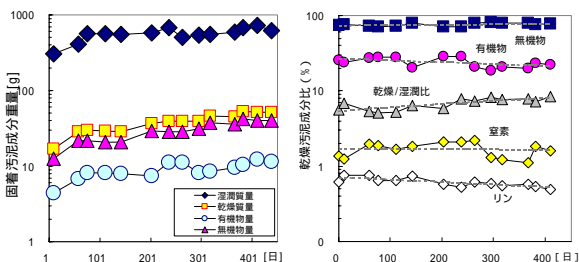 固着汚泥成分重量[g]
1000
100
10
1
1
101
201
301
401
[日]
湿潤質量
乾燥質量
有機物量
無機物量
乾燥汚泥成分比(%)
100
10
1
0
0
100
200
300
400
[日]
無機物
有機物
乾燥/湿潤比
窒素
リン